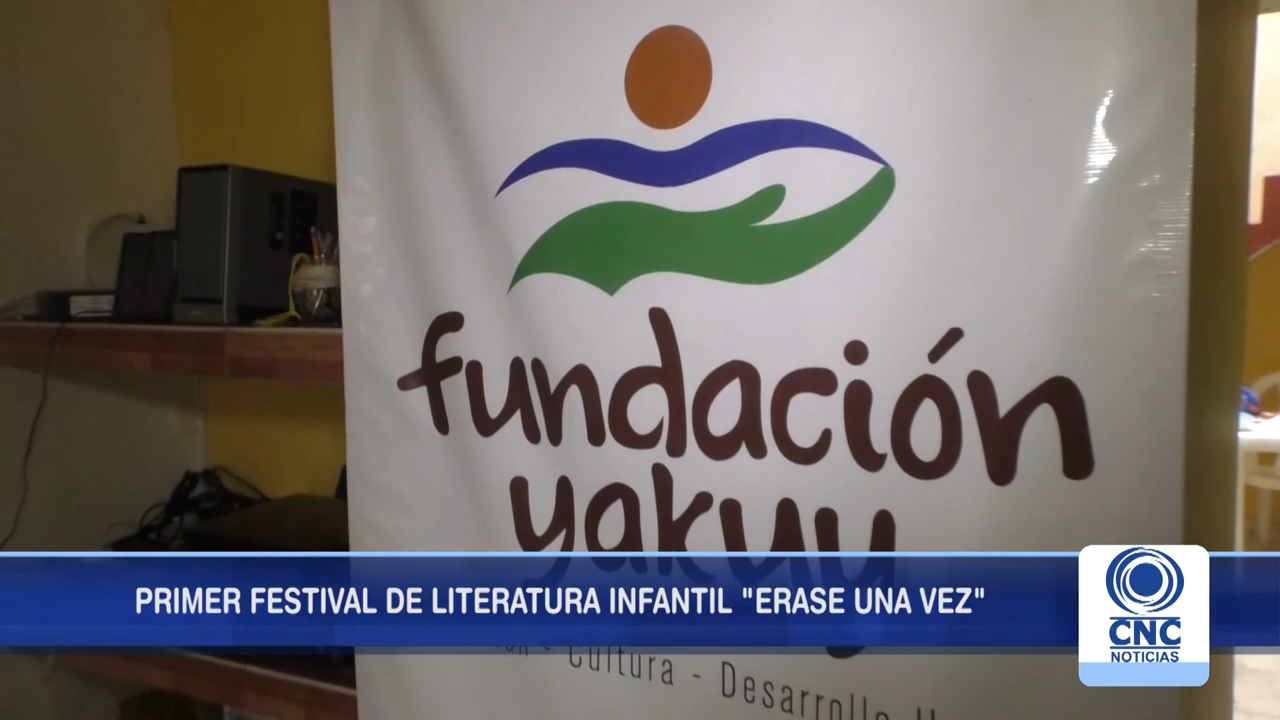 fundación
yakuy
PRIMER FESTIVAL DE LITERATURA INFANTIL "ERASE UNA VEZ"
CNC
NOTICIAS
- Cultura - Desarrollo